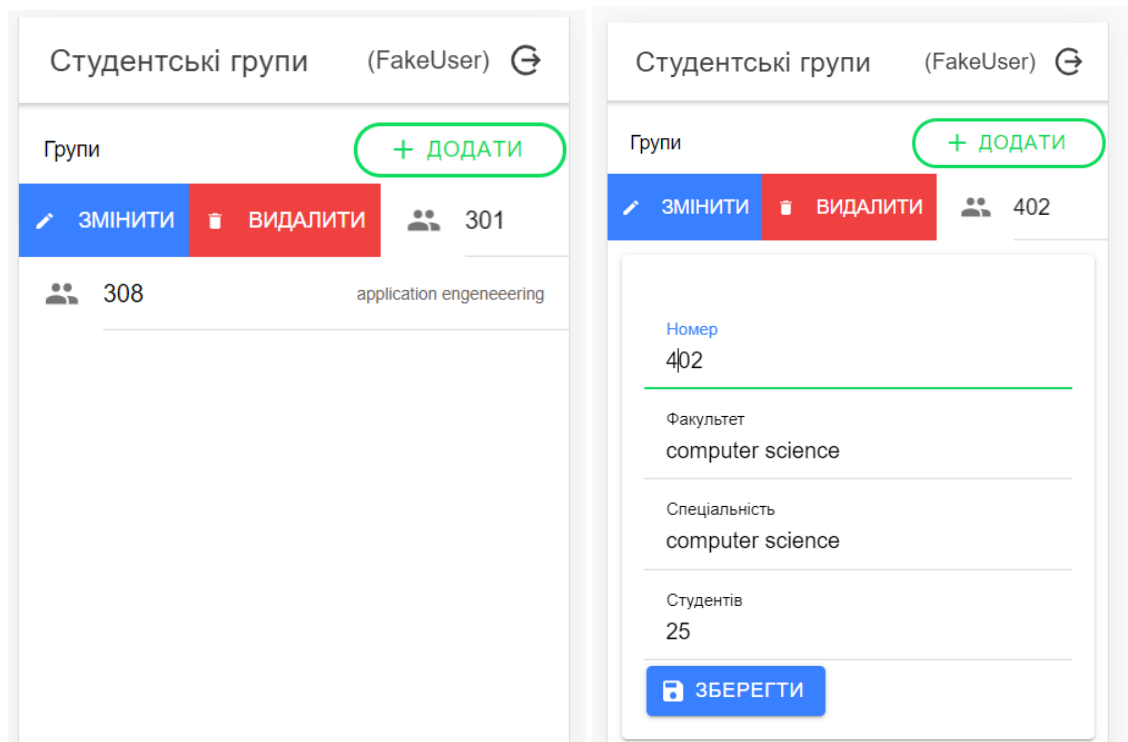 Студентські групи (FakeUser)
Групи
+ ДОДАТИ
ЗМІНИТИ ВИДАЛИТИ 301
308 application engeneeering
Студентські групи (FakeUser)
Групи
+ ДОДАТИ
ЗМІНИТИ ВИДАЛИТИ 402
Номер
402
Факультет
computer science
Спеціальність
computer science
Студентів
25
ЗБЕРЕГТИ